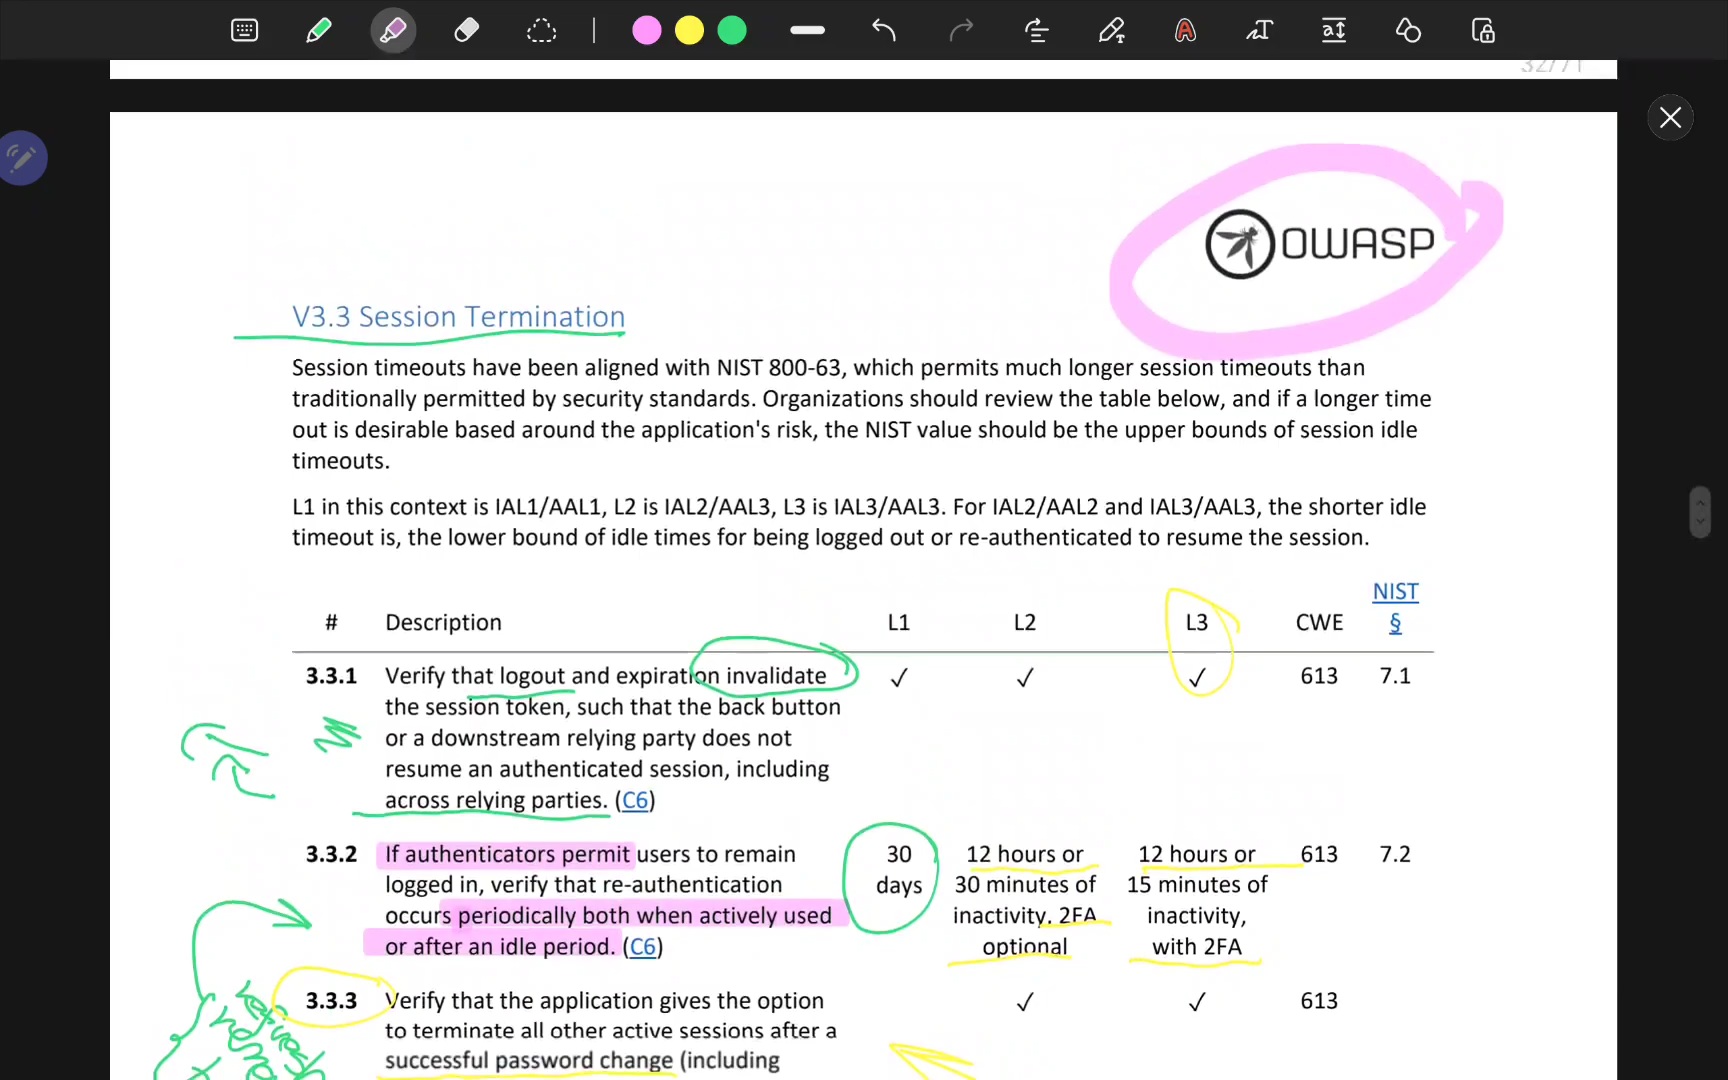 32/71
OWASP
V3.3 Session Termination
Session timeouts have been aligned with NIST 800-63, which permits much longer session timeouts than
traditionally permitted by security standards. Organizations should review the table below, and if a longer time
out is desirable based around the application's risk, the NIST value should be the upper bounds of session idle
timeouts.
L1 in this context is IAL1/AAL1, L2 is IAL2/AAL3, L3 is IAL3/AAL3. For IAL2/AAL2 and IAL3/AAL3, the shorter idle
timeout is, the lower bound of idle times for being logged out or re-authenticated to resume the session.
NIST
# Description L1 L2 L3 CWE §
3.3.1 Verify that logout and expiration invalidate ✓ ✓ ✓ 613 7.1
the session token, such that the back button
or a downstream relying party does not
resume an authenticated session, including
across relying parties. (C6)
3.3.2 If authenticators permit users to remain 30 12 hours or 12 hours or 613 7.2
logged in, verify that re-authentication days 30 minutes of 15 minutes of
occurs periodically both when actively used inactivity, 2FA inactivity,
or after an idle period. (C6) optional with 2FA
3.3.3 Verify that the application gives the option ✓ ✓ 613
to terminate all other active sessions after a
successful password change (including